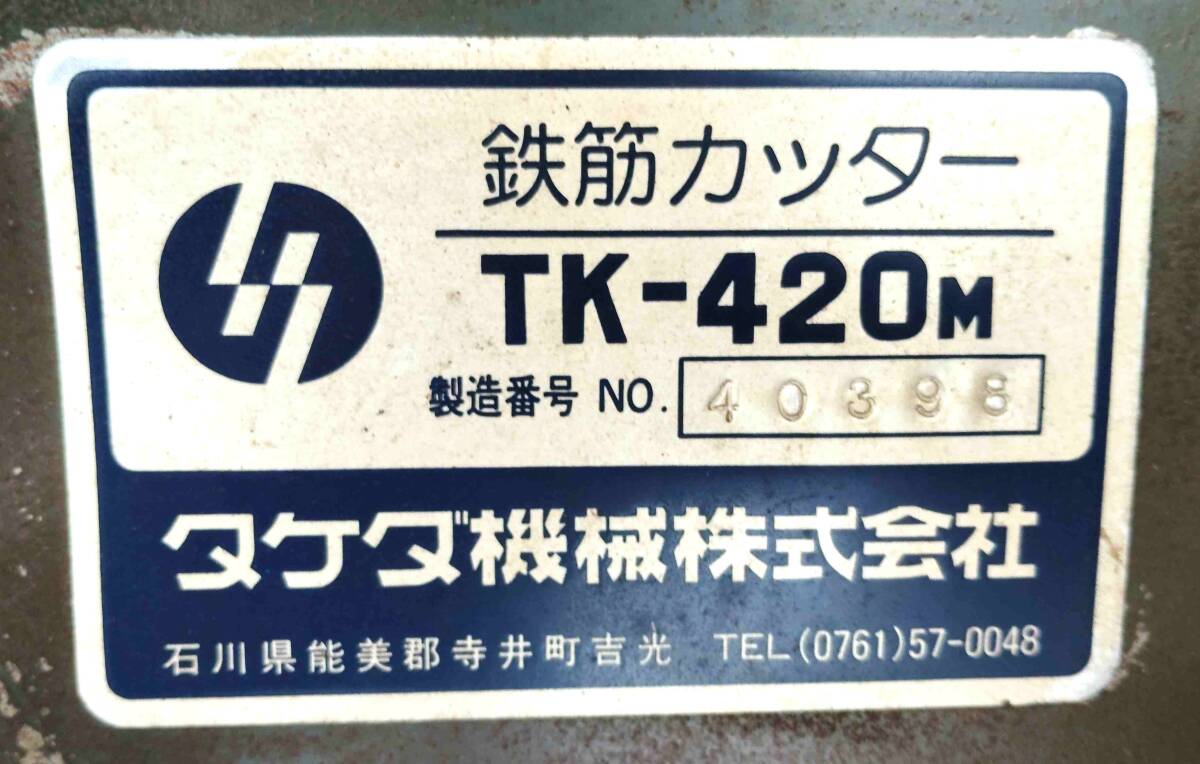 鉄筋カッター
TK-420M
製造番号 NO. 40398
タケダ機械株式会社
石川県能美郡寺井町吉光 TEL(0761)57-0048